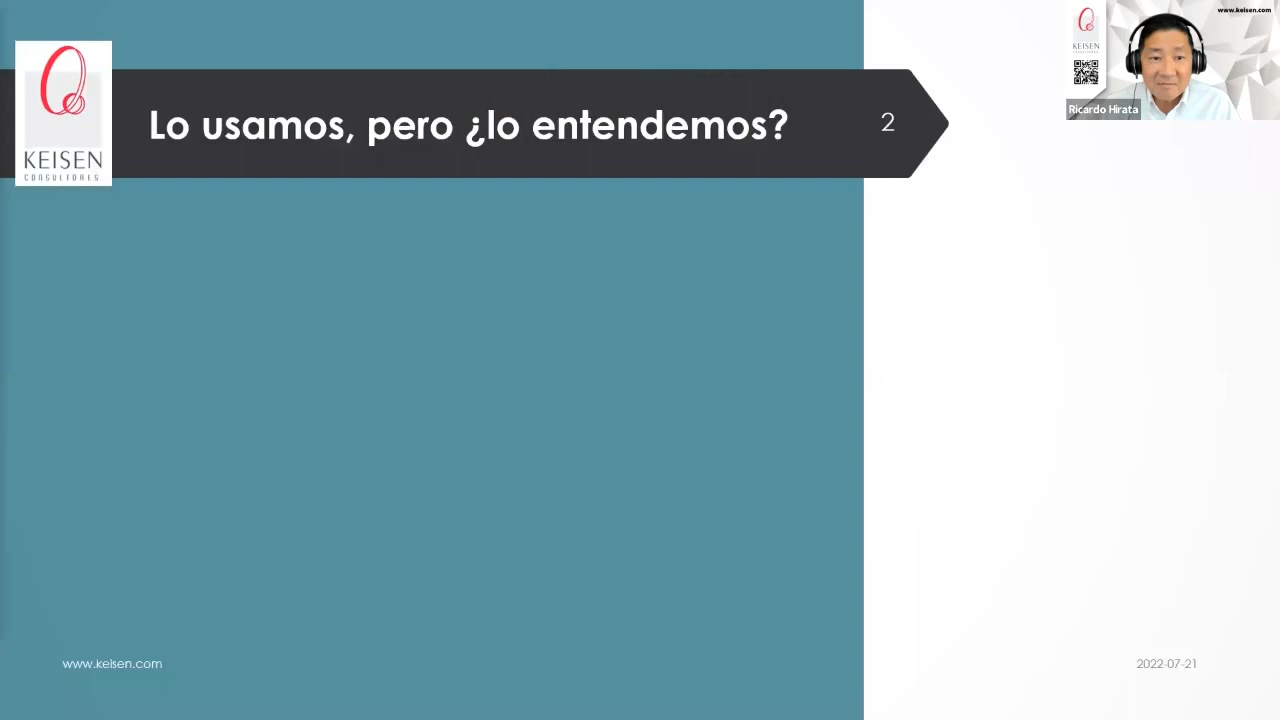 www.keisen.com
KEISEN
Ricardo Hirata
KEISEN
CONSULTORES
Lo usamos, pero ¿lo entendemos?
2
www.keisen.com
2022-07-21